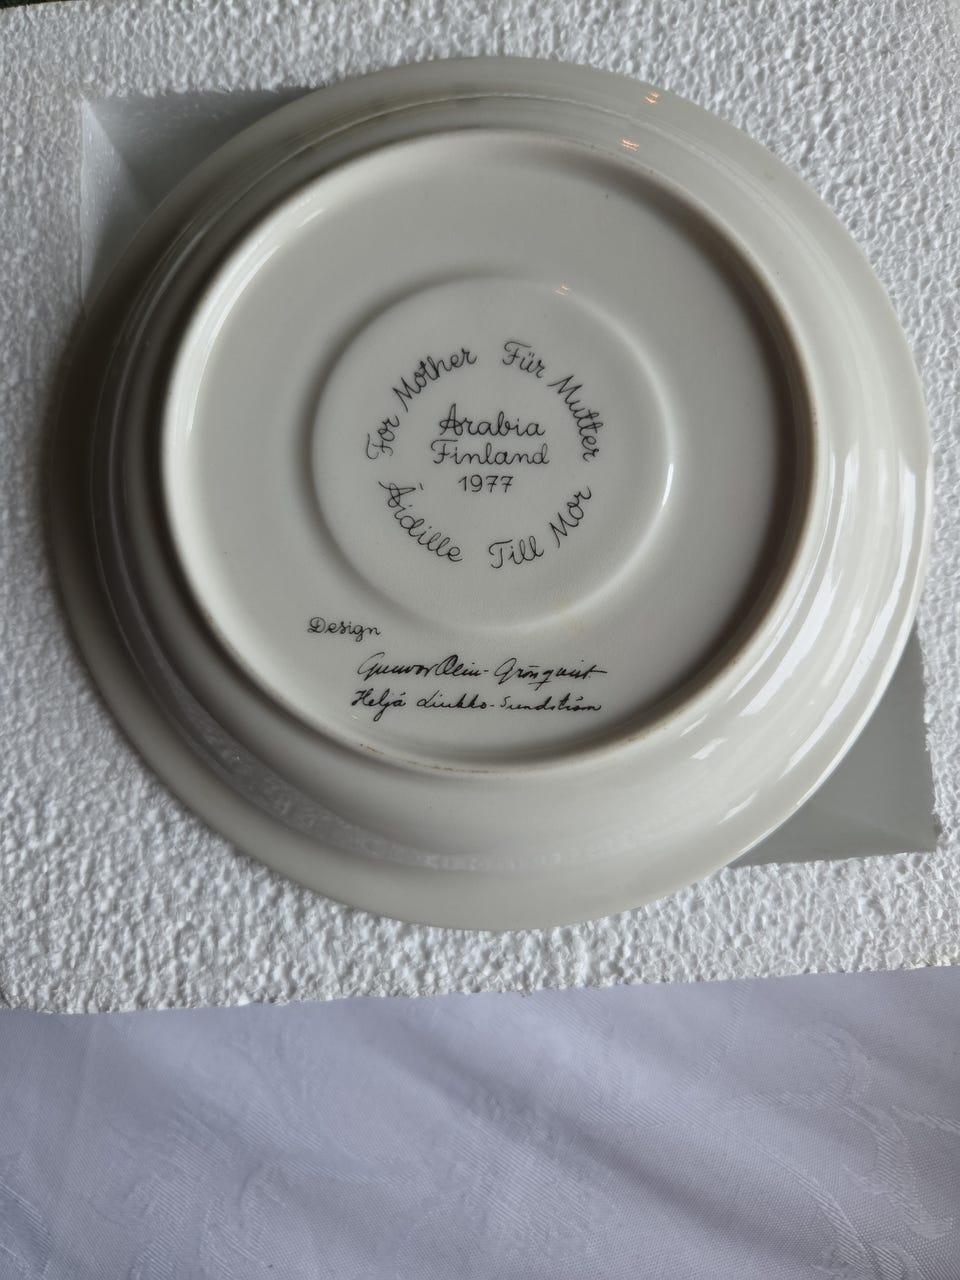 For Mother Für Mutter
Arabia
Finland
1977
Äidille Till Mor
Design
Gunvor Olin-Grönqvist
Heljä Liukko-Sundström